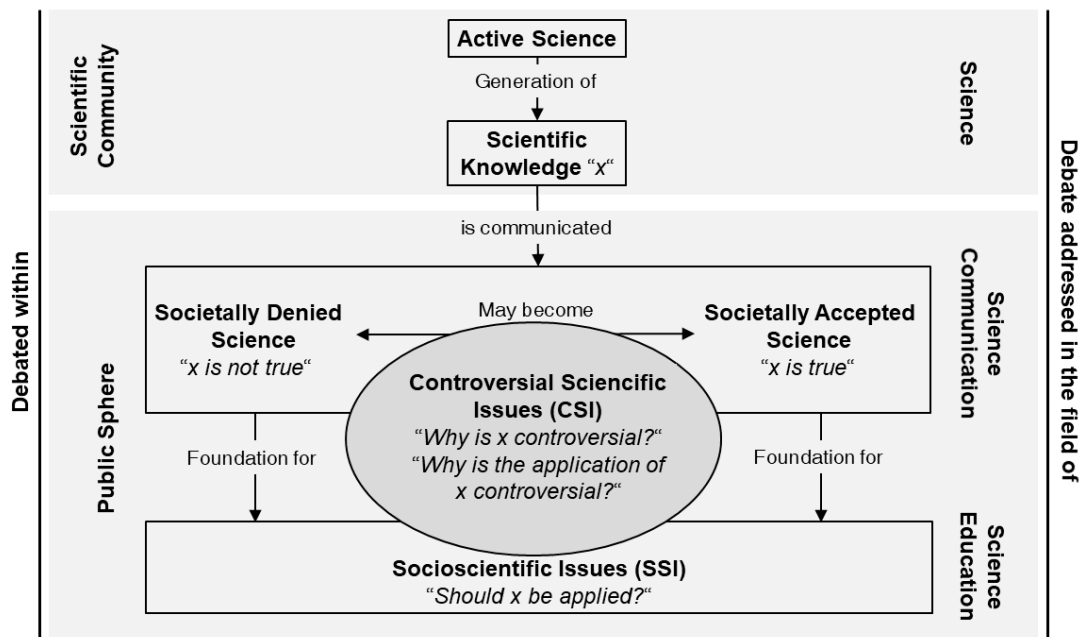 Active Science
Generation of
Scientific
Knowledge “x“
is communicated
Societally Denied
Science
“x is not true“
May become
Societally Accepted
Science
“x is true“
Controversial Sciencific
Issues (CSI)
“Why is x controversial?“
“Why is the application of
x controversial?“
Foundation for
Foundation for
Socioscientific Issues (SSI)
“Should x be applied?“
Debated within
Scientific
Community
Public Sphere
Science
Science
Communication
Science
Education
Debate addressed in the field of